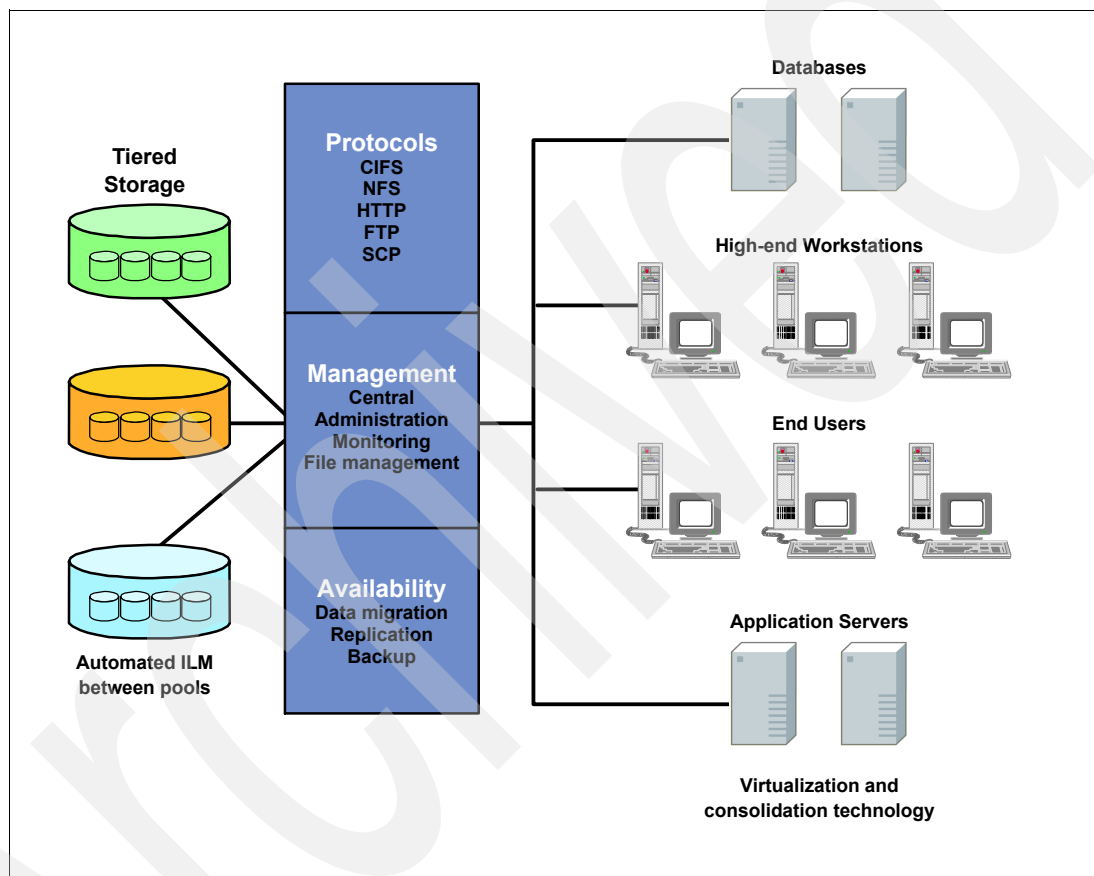 Tiered
Storage
Automated ILM
between pools
Protocols
CIFS
NFS
HTTP
FTP
SCP
Management
Central
Administration
Monitoring
File management
Availability
Data migration
Replication
Backup
Databases
High-end Workstations
End Users
Application Servers
Virtualization and
consolidation technology
Archived